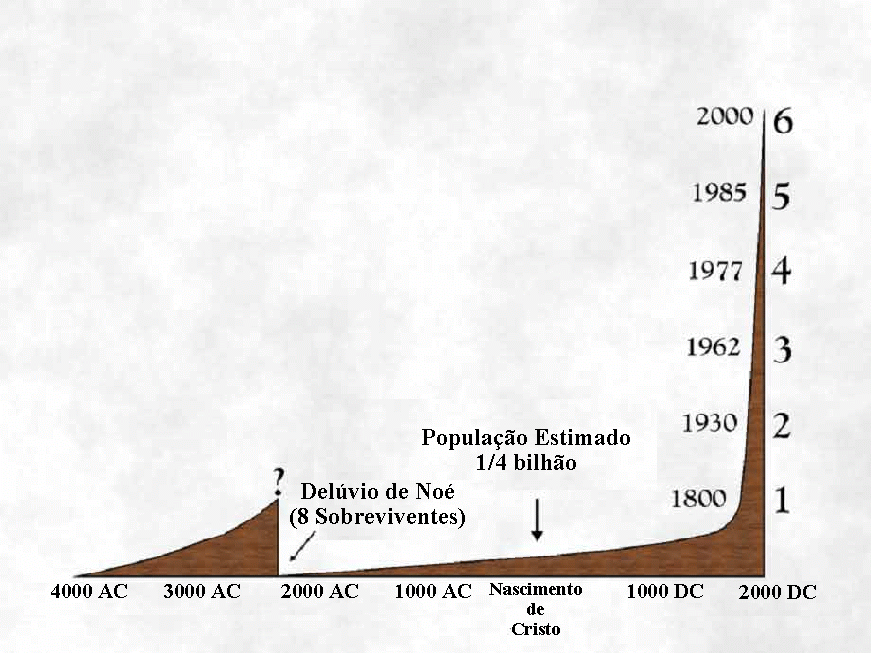 2000 6
1985 5
1977 4
1962 3
População Estimado
1/4 bilhão
1930 2
?
Delúvio de Noé
(8 Sobreviventes)
1800 1
4000 AC 3000 AC 2000 AC 1000 AC Nascimento 1000 DC 2000 DC
de
Cristo